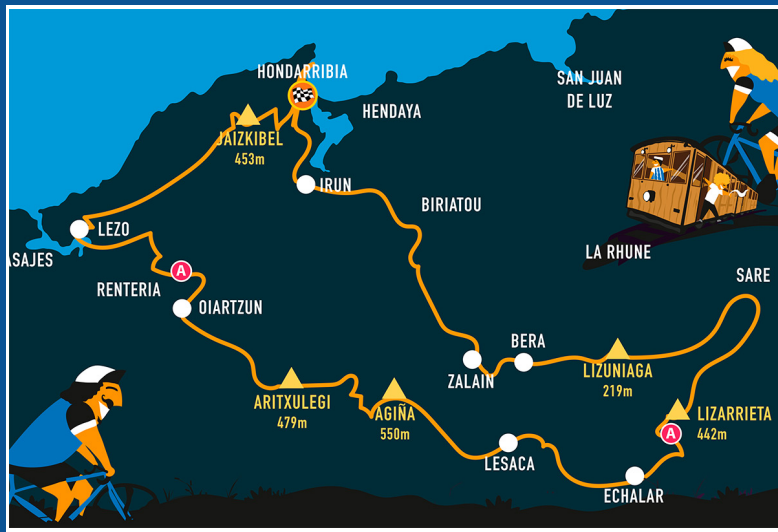 HONDARRIBIA
SAN JUAN
DE LUZ
HENDAYA
JAIZKIBEL
453m
IRUN
BIRIATOU
LEZO
ASAJES
LA RHUNE
A
SARE
RENTERIA
OIARTZUN
BERA
ZALAIN
LIZUNIAGA
219m
ARITXULEGI
479m
AGIÑA
550m
LIZARRIETA
442m
A
LESACA
ECHALAR